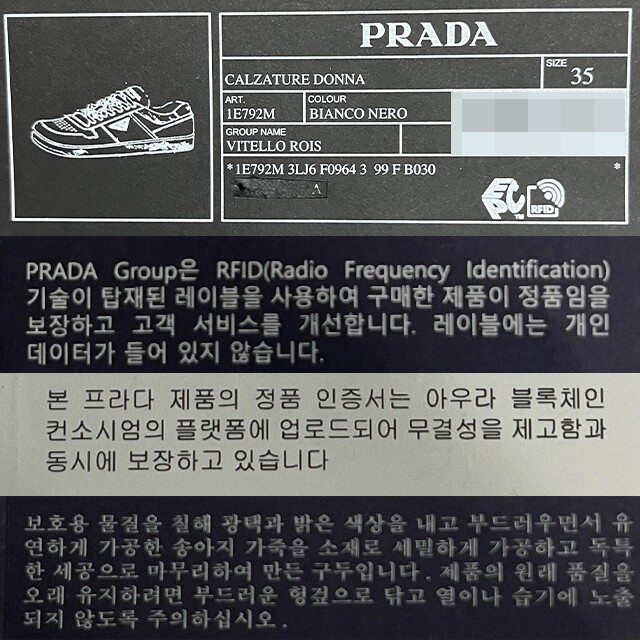 PRADA
CALZATURE DONNA
SIZE
35
ART.
1E792M
COLOUR
BIANCO NERO
GROUP NAME
VITELLO ROIS
*1E792M 3LJ6 F0964 3 99 F B030 *
A
EPC™ RFID
PRADA Group은 RFID(Radio Frequency Identification)
기술이 탑재된 레이블을 사용하여 구매한 제품이 정품임을
보장하고 고객 서비스를 개선합니다. 레이블에는 개인
데이터가 들어 있지 않습니다.
본 프라다 제품의 정품 인증서는 아우라 블록체인
컨소시엄의 플랫폼에 업로드되어 무결성을 제고함과
동시에 보장하고 있습니다
보호용 물질을 칠해 광택과 밝은 색상을 내고 부드러우면서 유
연하게 가공한 송아지 가죽을 소재로 세밀하게 가공하고 독특
한 세공으로 마무리하여 만든 구두입니다. 제품의 원래 품질을
오래 유지하려면 부드러운 헝겊으로 닦고 열이나 습기에 노출
되지 않도록 주의하십시오.